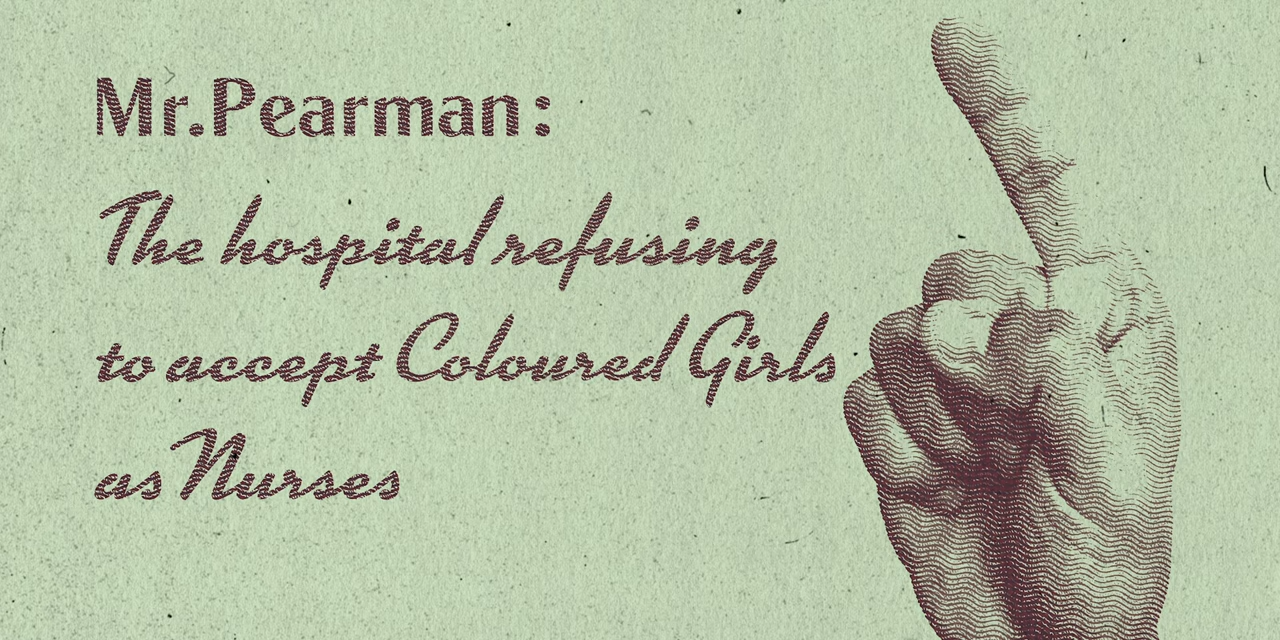 Mr.Pearman:
The hospital refusing
to accept Coloured Girls
as Nurses